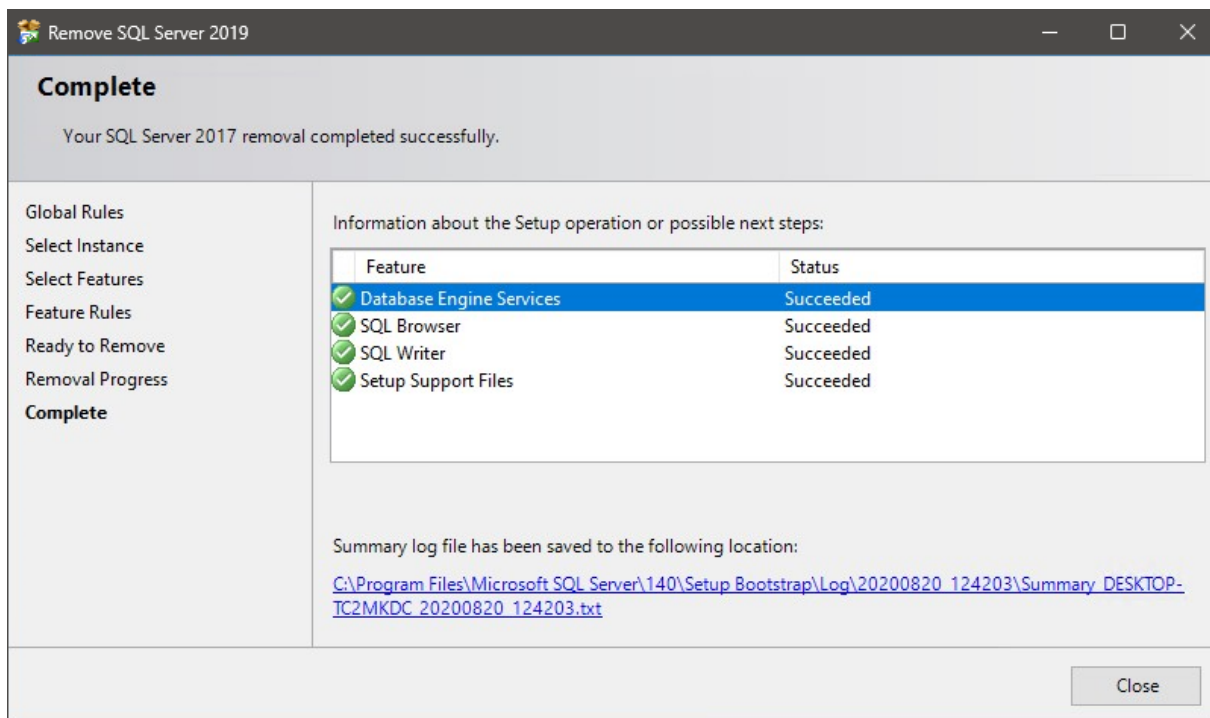 Remove SQL Server 2019
Complete
Your SQL Server 2017 removal completed successfully.
Global Rules
Select Instance
Select Features
Feature Rules
Ready to Remove
Removal Progress
Complete
Information about the Setup operation or possible next steps:
Feature Status
Database Engine Services Succeeded
SQL Browser Succeeded
SQL Writer Succeeded
Setup Support Files Succeeded
Summary log file has been saved to the following location:
C:\Program Files\Microsoft SQL Server\140\Setup Bootstrap\Log\20200820_124203\Summary_DESKTOP-
TC2MKDC_20200820_124203.txt
Close